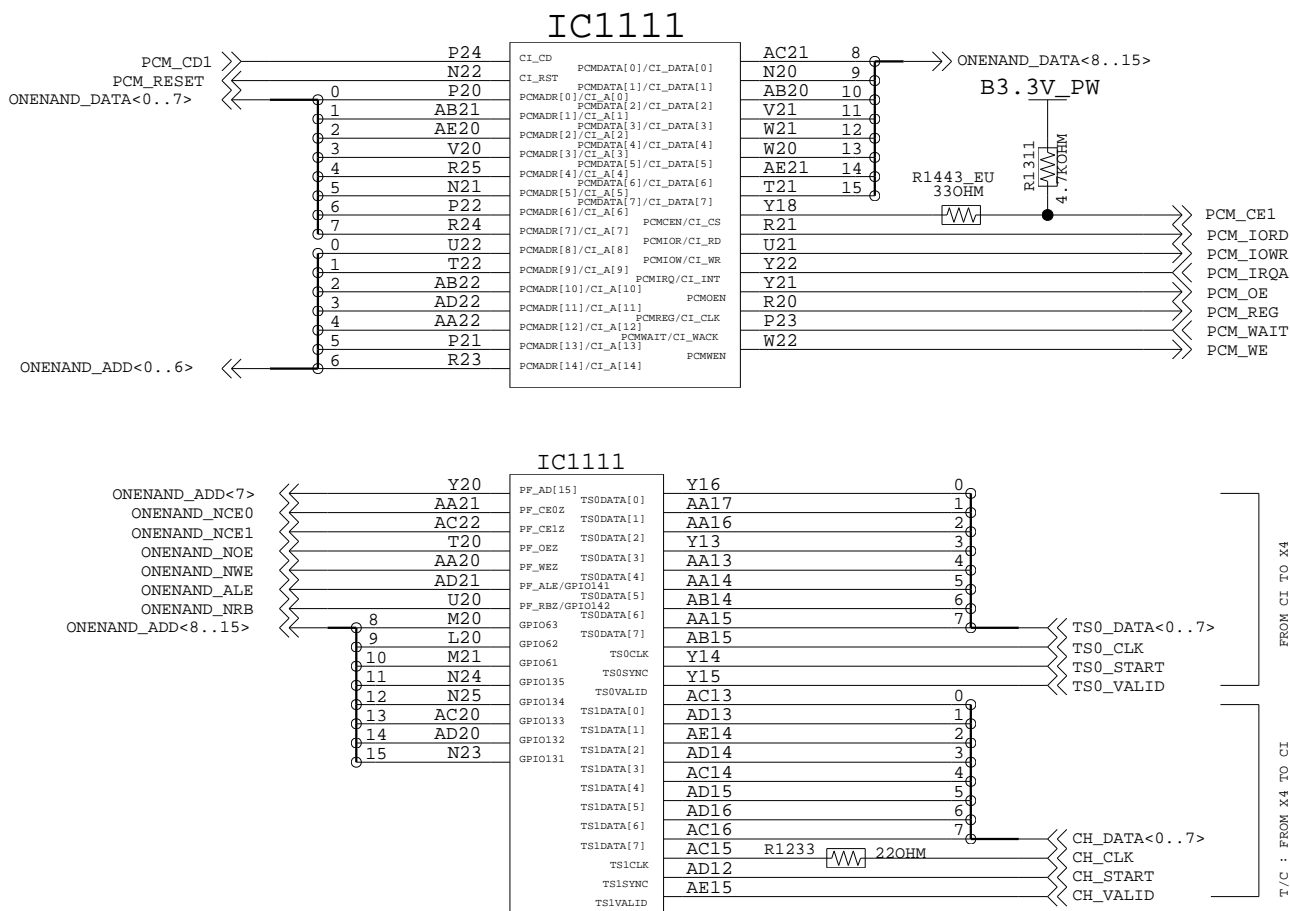 IC1111
PCM_CD1 P24 CI_CD PCMDATA[0]/CI_DATA[0] AC21 8 ONENAND_DATA<8..15>
PCM_RESET N22 CI_RST PCMDATA[1]/CI_DATA[1] N20 9
ONENAND_DATA<0..7> 0 P20 PCMADR[0]/CI_A[0] PCMDATA[2]/CI_DATA[2] AB20 10 B3.3V_PW
1 AB21 PCMADR[1]/CI_A[1] PCMDATA[3]/CI_DATA[3] V21 11
2 AE20 PCMADR[2]/CI_A[2] PCMDATA[4]/CI_DATA[4] W21 12
3 V20 PCMADR[3]/CI_A[3] PCMDATA[5]/CI_DATA[5] W20 13
4 R25 PCMADR[4]/CI_A[4] PCMDATA[6]/CI_DATA[6] AE21 14
5 N21 PCMADR[5]/CI_A[5] PCMDATA[7]/CI_DATA[7] T21 15
R1443_EU
33OHM
R1311
4.7KOHM
6 P22 PCMADR[6]/CI_A[6] PCMCEN/CI_CS Y18 PCM_CE1
7 R24 PCMADR[7]/CI_A[7] PCMIOR/CI_RD R21 PCM_IORD
0 U22 PCMADR[8]/CI_A[8] PCMIOW/CI_WR U21 PCM_IOWR
1 T22 PCMADR[9]/CI_A[9] PCMIRQ/CI_INT Y22 PCM_IRQA
2 AB22 PCMADR[10]/CI_A[10] PCMOEN Y21 PCM_OE
3 AD22 PCMADR[11]/CI_A[11] PCMREG/CI_CLK R20 PCM_REG
4 AA22 PCMADR[12]/CI_A[12] PCMWAIT/CI_WACK P23 PCM_WAIT
5 P21 PCMADR[13]/CI_A[13] PCMWEN W22 PCM_WE
ONENAND_ADD<0..6> 6 R23 PCMADR[14]/CI_A[14]
IC1111
ONENAND_ADD<7> Y20 PF_AD[15] TS0DATA[0] Y16 0
ONENAND_NCE0 AA21 PF_CE0Z TS0DATA[1] AA17 1
ONENAND_NCE1 AC22 PF_CE1Z TS0DATA[2] AA16 2
ONENAND_NOE T20 PF_OEZ TS0DATA[3] Y13 3
ONENAND_NWE AA20 PF_WEZ TS0DATA[4] AA13 4
ONENAND_ALE AD21 PF_ALE/GPIO141 TS0DATA[5] AA14 5
ONENAND_NRB U20 PF_RBZ/GPIO142 TS0DATA[6] AB14 6
ONENAND_ADD<8..15> 8 M20 GPIO63 TS0DATA[7] AA15 7 TS0_DATA<0..7>
9 L20 GPIO62 TS0CLK AB15 TS0_CLK
10 M21 GPIO61 TS0SYNC Y14 TS0_START
11 N24 GPIO135 TS0VALID Y15 TS0_VALID
FROM CI TO X4
12 N25 GPIO134 TS1DATA[0] AC13 0
13 AC20 GPIO133 TS1DATA[1] AD13 1
14 AD20 GPIO132 TS1DATA[2] AE14 2
15 N23 GPIO131 TS1DATA[3] AD14 3
TS1DATA[4] AC14 4
TS1DATA[5] AD15 5
TS1DATA[6] AD16 6
TS1DATA[7] AC16 7 CH_DATA<0..7>
TS1CLK AC15 R1233 22OHM CH_CLK
TS1SYNC AD12 CH_START
TS1VALID AE15 CH_VALID
T/C : FROM X4 TO CI